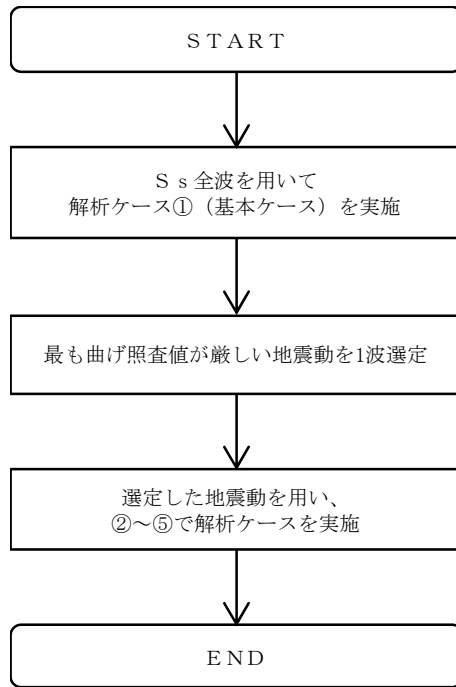 ＳＴＡＲＴ
Ｓｓ全波を用いて
解析ケース①（基本ケース）を実施
最も曲げ照査値が厳しい地震動を1波選定
選定した地震動を用い、
②～⑤で解析ケースを実施
ＥＮＤ